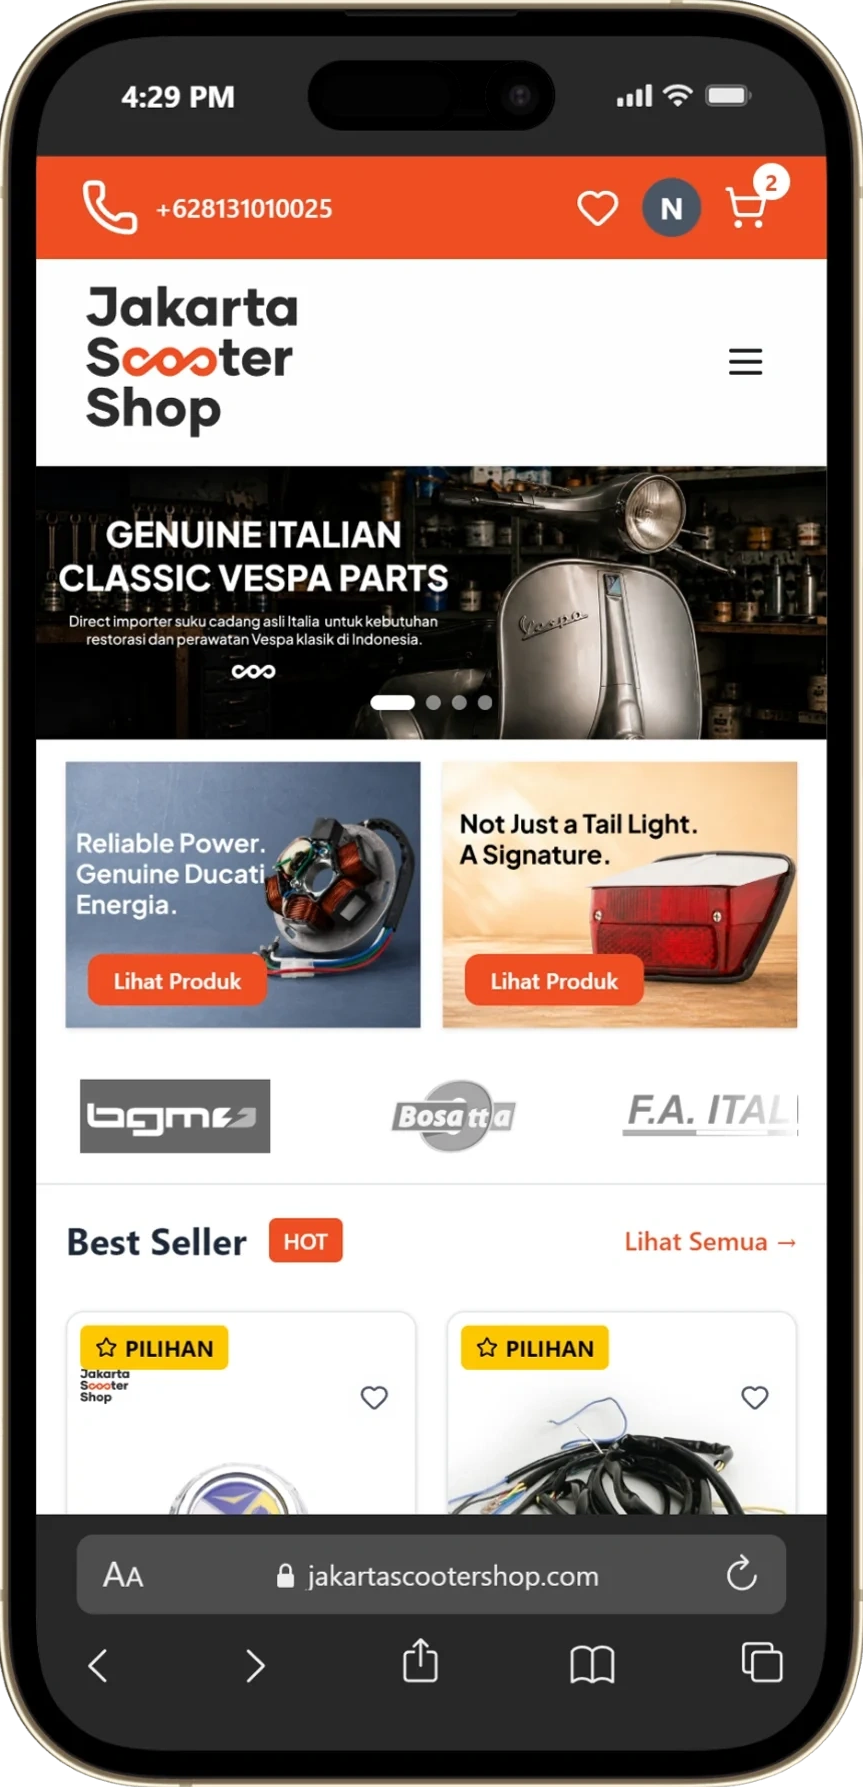 4:29 PM
+628131010025
N
2
Jakarta
Scooter
Shop
GENUINE ITALIAN
CLASSIC VESPA PARTS
Direct importer suku cadang asli Italia untuk kebutuhan
restorasi dan perawatan Vespa klasik di Indonesia.
Vespa
Reliable Power.
Genuine Ducati
Energia.
Lihat Produk
Not Just a Tail Light.
A Signature.
Lihat Produk
bgm
Bosatta
F.A. ITAL
Best Seller
HOT
Lihat Semua →
PILIHAN
Jakarta
Scooter
Shop
PILIHAN
AA
jakartascootershop.com